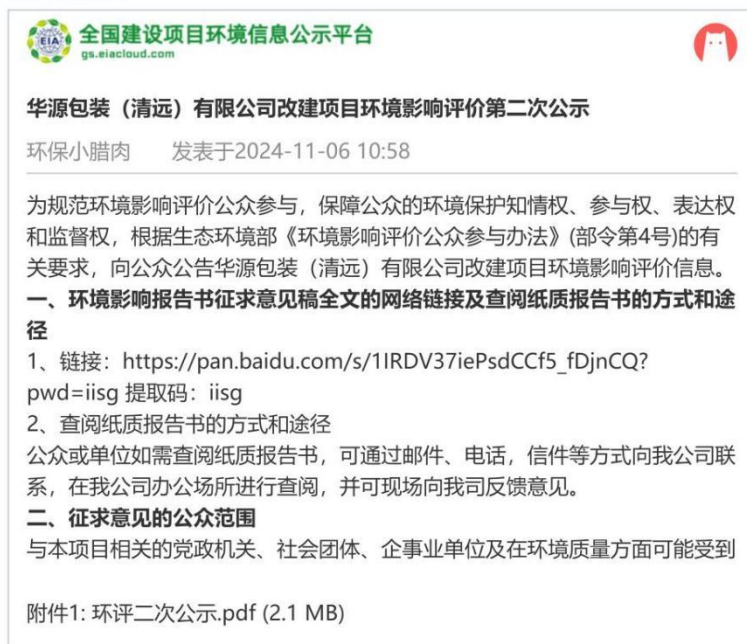 全国建设项目环境信息公示平台
gs.eiacloud.com
华源包装（清远）有限公司改建项目环境影响评价第二次公示
环保小腊肉 发表于2024-11-06 10:58
为规范环境影响评价公众参与，保障公众的环境保护知情权、参与权、表达权
和监督权，根据生态环境部《环境影响评价公众参与办法》(部令第4号)的有
关要求，向公众公告华源包装（清远）有限公司改建项目环境影响评价信息。
一、环境影响报告书征求意见稿全文的网络链接及查阅纸质报告书的方式和途
径
1、链接：https://pan.baidu.com/s/1IRDV37iePsdCCf5_fDjnCQ?
pwd=iisg 提取码：iisg
2、查阅纸质报告书的方式和途径
公众或单位如需查阅纸质报告书，可通过邮件、电话，信件等方式向我公司联
系，在我公司办公场所进行查阅，并可现场向我司反馈意见。
二、征求意见的公众范围
与本项目相关的党政机关、社会团体、企事业单位及在环境质量方面可能受到
附件1: 环评二次公示.pdf (2.1 MB)